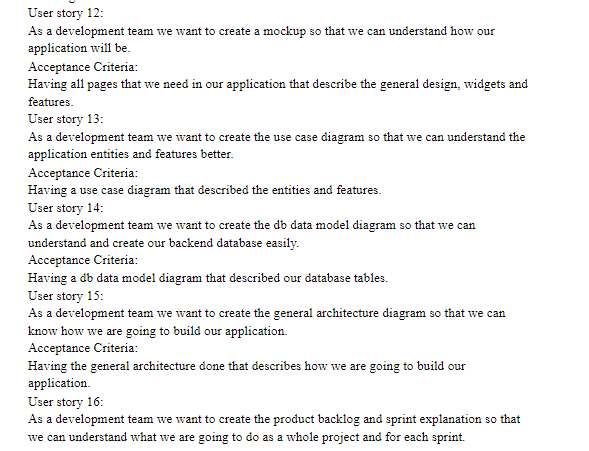 User story 12:
As a development team we want to create a mockup so that we can understand how our
application will be.
Acceptance Criteria:
Having all pages that we need in our application that describe the general design, widgets and
features.
User story 13:
As a development team we want to create the use case diagram so that we can understand the
application entities and features better.
Acceptance Criteria:
Having a use case diagram that described the entities and features.
User story 14:
As a development team we want to create the db data model diagram so that we can
understand and create our backend database easily.
Acceptance Criteria:
Having a db data model diagram that described our database tables.
User story 15:
As a development team we want to create the general architecture diagram so that we can
know how we are going to build our application.
Acceptance Criteria:
Having the general architecture done that describes how we are going to build our
application.
User story 16:
As a development team we want to create the product backlog and sprint explanation so that
we can understand what we are going to do as a whole project and for each sprint.